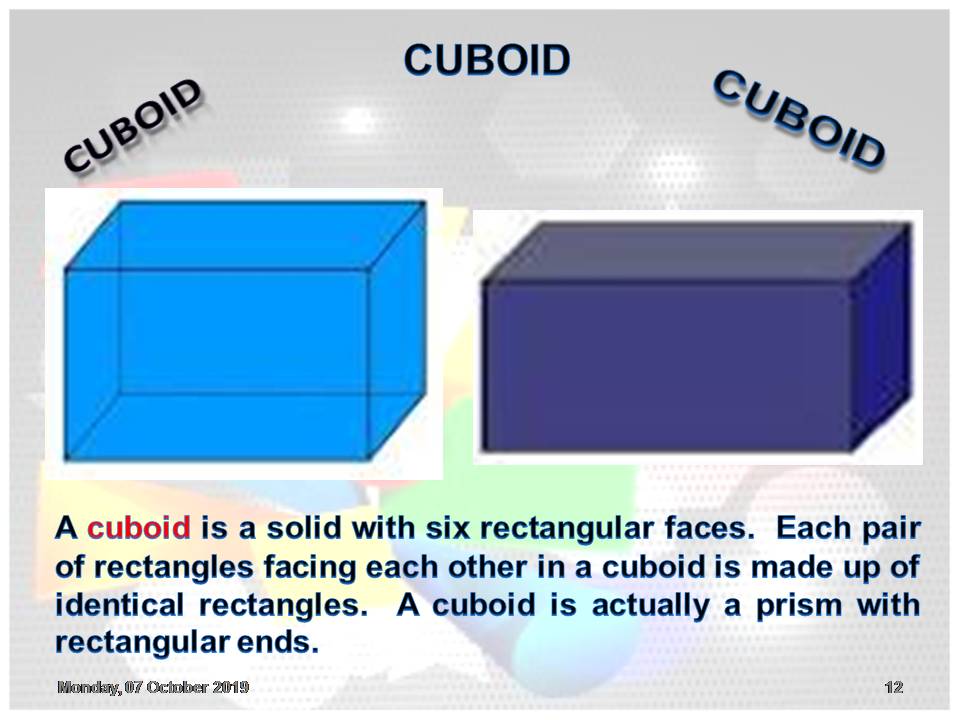 CUBOID
CUBOID
CUBOID
A cuboid is a solid with six rectangular faces.  Each pair
of rectangles facing each other in a cuboid is made up of
identical rectangles.  A cuboid is actually a prism with
rectangular ends.
Monday, 07 October 2019
12